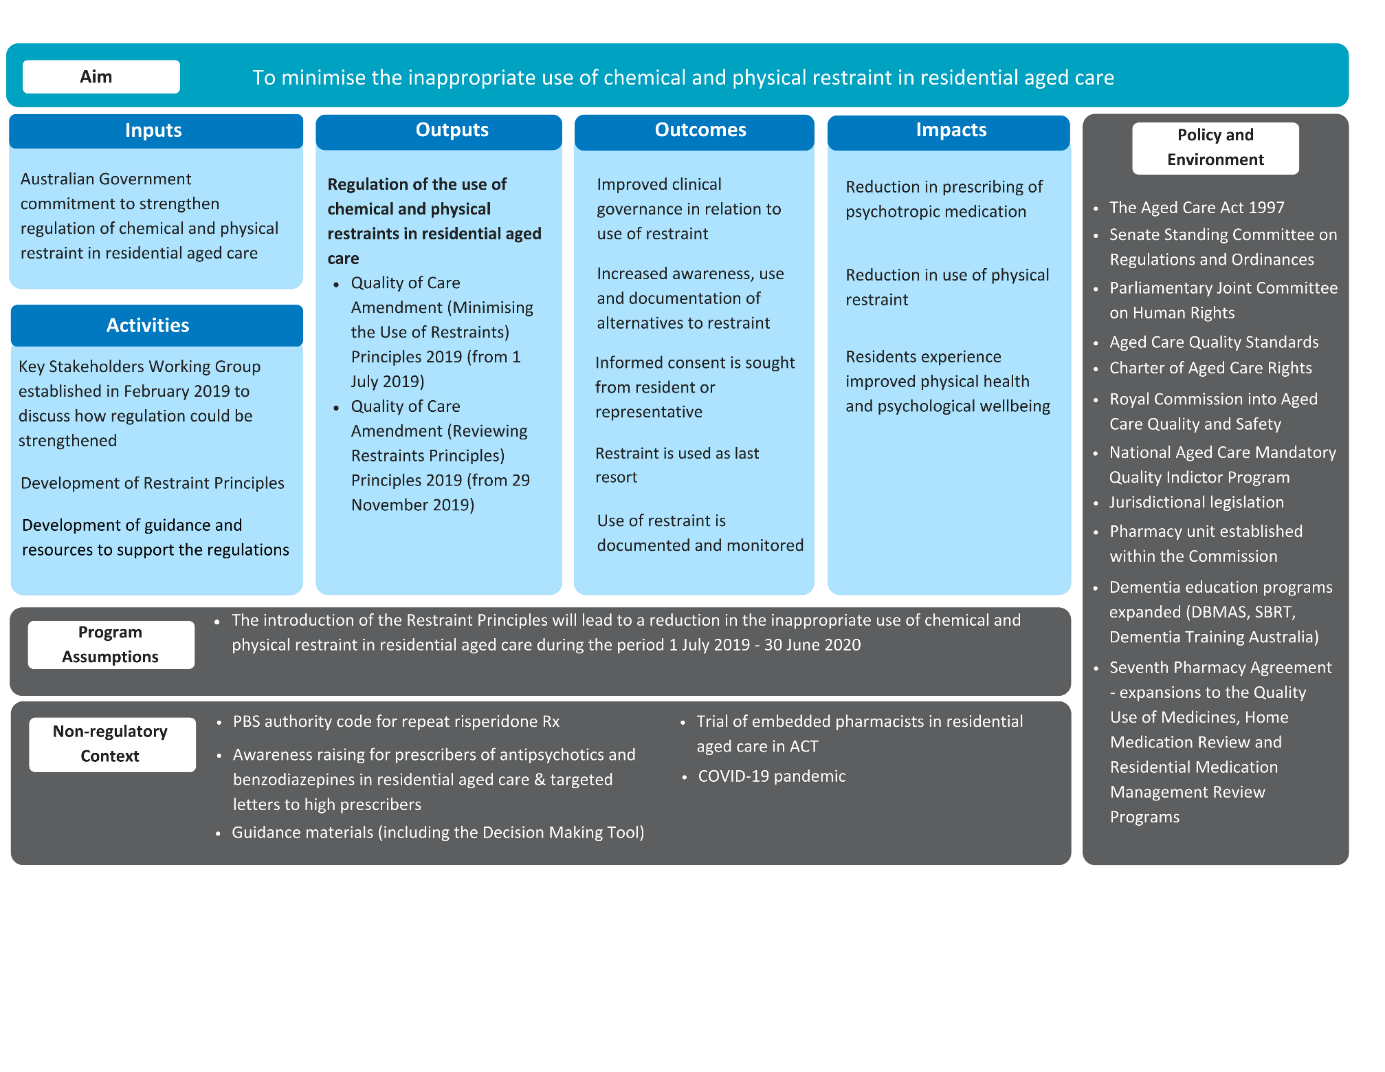 Aim
To minimise the inappropriate use of chemical and physical restraint in residential aged care
Inputs
Australian Government
commitment to strengthen
regulation of chemical and physical
restraint in residential aged care
Activities
Key Stakeholders Working Group
established in February 2019 to
discuss how regulation could be
strengthened
Development of Restraint Principles
Development of guidance and
resources to support the regulations
Outputs
Regulation of the use of
chemical and physical
restraints in residential aged
care
• Quality of Care
Amendment (Minimising
the Use of Restraints)
Principles 2019 (from 1
July 2019)
• Quality of Care
Amendment (Reviewing
Restraints Principles)
Principles 2019 (from 29
November 2019)
Outcomes
Improved clinical
governance in relation to
use of restraint
Increased awareness, use
and documentation of
alternatives to restraint
Informed consent is sought
from resident or
representative
Restraint is used as last
resort
Use of restraint is
documented and monitored
Impacts
Reduction in prescribing of
psychotropic medication
Reduction in use of physical
restraint
Residents experience
improved physical health
and psychological wellbeing
Policy and
Environment
• The Aged Care Act 1997
• Senate Standing Committee on
Regulations and Ordinances
• Parliamentary Joint Committee
on Human Rights
• Aged Care Quality Standards
• Charter of Aged Care Rights
• Royal Commission into Aged
Care Quality and Safety
• National Aged Care Mandatory
Quality Indictor Program
• Jurisdictional legislation
• Pharmacy unit established
within the Commission
• Dementia education programs
expanded (DBMAS, SBRT,
Dementia Training Australia)
• Seventh Pharmacy Agreement
- expansions to the Quality
Use of Medicines, Home
Medication Review and
Residential Medication
Management Review
Programs
Program
Assumptions
• The introduction of the Restraint Principles will lead to a reduction in the inappropriate use of chemical and
physical restraint in residential aged care during the period 1 July 2019 - 30 June 2020
Non-regulatory
Context
• PBS authority code for repeat risperidone Rx
• Awareness raising for prescribers of antipsychotics and
benzodiazepines in residential aged care & targeted
letters to high prescribers
• Guidance materials (including the Decision Making Tool)
• Trial of embedded pharmacists in residential
aged care in ACT
• COVID-19 pandemic